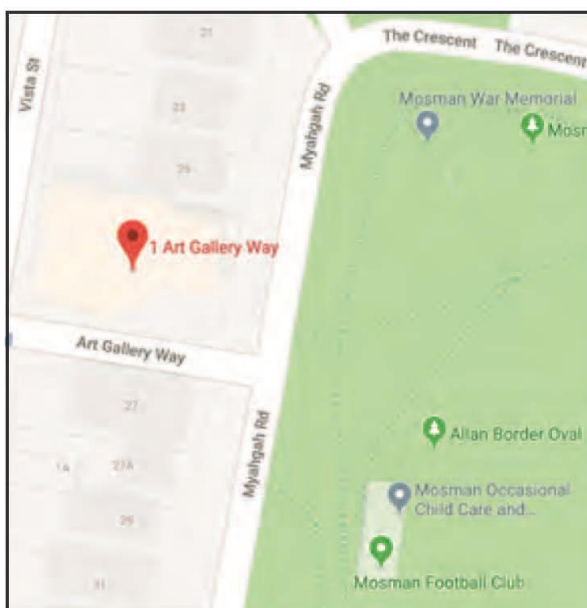 21
The Crescent
The Crescent
Vista St
Myahgah Rd
Mosman War Memorial
23
Mosm
25
1 Art Gallery Way
Art Gallery Way
27
Myahgah Rd
Allan Border Oval
1A
27A
Mosman Occasional
Child Care and...
29
Mosman Football Club
31